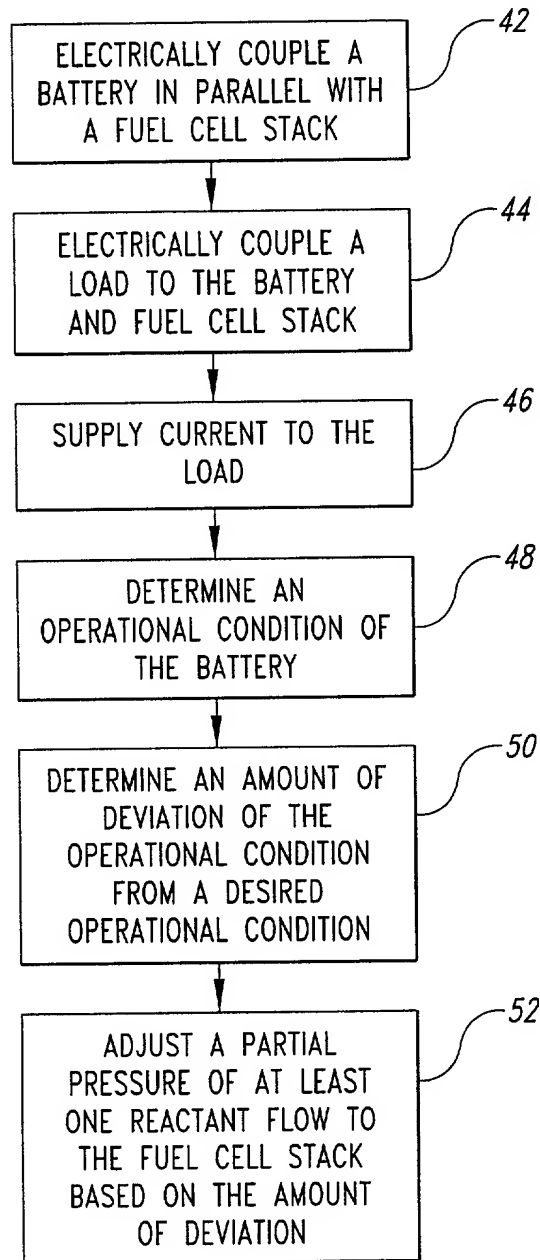 42
ELECTRICALLY COUPLE A
BATTERY IN PARALLEL WITH
A FUEL CELL STACK
44
ELECTRICALLY COUPLE A
LOAD TO THE BATTERY
AND FUEL CELL STACK
46
SUPPLY CURRENT TO THE
LOAD
48
DETERMINE AN
OPERATIONAL CONDITION OF
THE BATTERY
50
DETERMINE AN AMOUNT OF
DEVIATION OF THE
OPERATIONAL CONDITION
FROM A DESIRED
OPERATIONAL CONDITION
52
ADJUST A PARTIAL
PRESSURE OF AT LEAST
ONE REACTANT FLOW TO
THE FUEL CELL STACK
BASED ON THE AMOUNT
OF DEVIATION